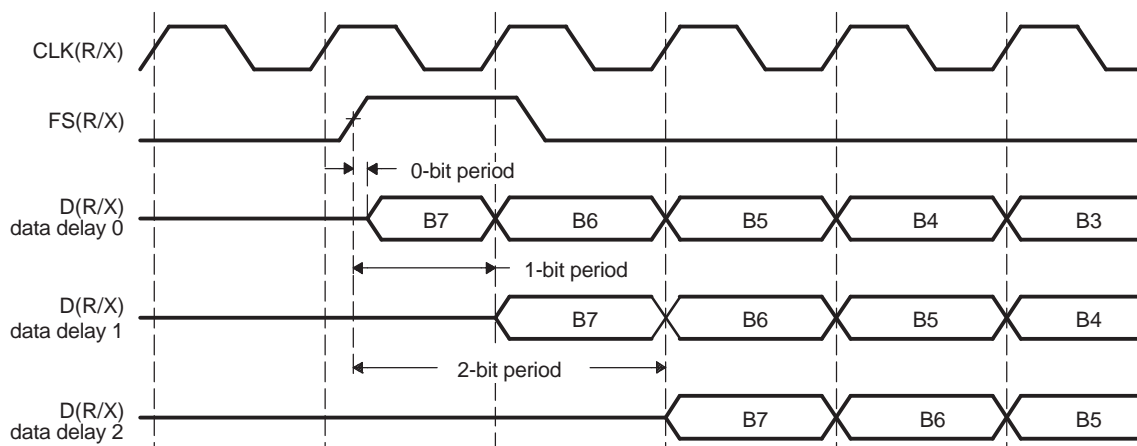 CLK(R/X)
FS(R/X)
0-bit period
D(R/X)
data delay 0
B7 B6 B5 B4 B3
1-bit period
D(R/X)
data delay 1
B7 B6 B5 B4
2-bit period
D(R/X)
data delay 2
B7 B6 B5